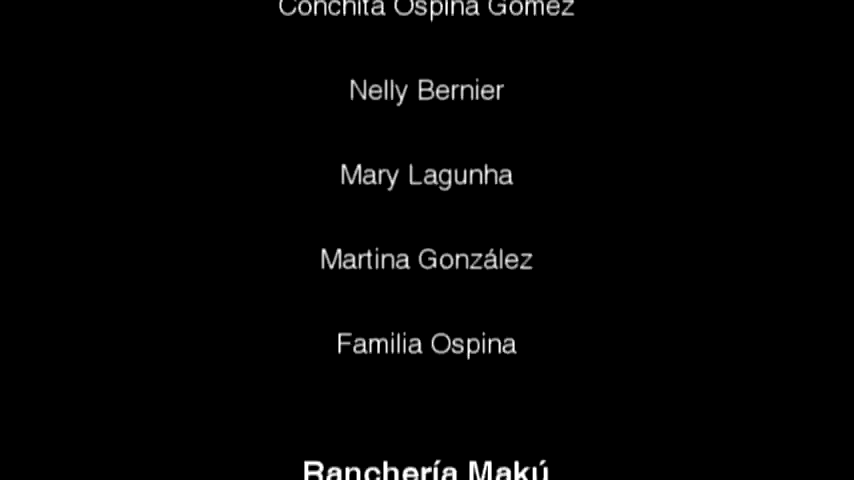 Conchita Ospina Gómez
Nelly Bernier
Mary Lagunha
Martina González
Familia Ospina
Ranchería Makú